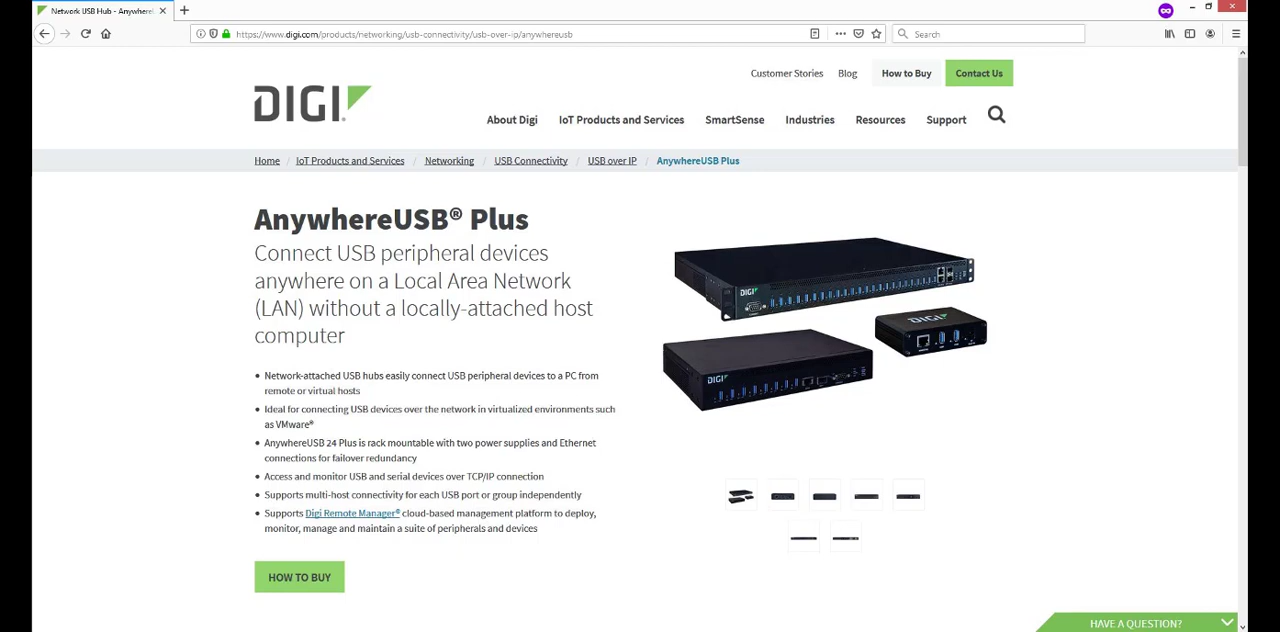 Network USB Hub - Anywhere
https://www.digi.com/products/networking/usb-connectivity/usb-over-ip/anywhereusb
Search
Customer Stories
Blog
How to Buy
Contact Us
DIGI
About Digi
IoT Products and Services
SmartSense
Industries
Resources
Support
Home / IoT Products and Services / Networking / USB Connectivity / USB over IP / AnywhereUSB Plus
AnywhereUSB® Plus
Connect USB peripheral devices
anywhere on a Local Area Network
(LAN) without a locally-attached host
computer
• Network-attached USB hubs easily connect USB peripheral devices to a PC from
remote or virtual hosts
• Ideal for connecting USB devices over the network in virtualized environments such
as VMware®
• AnywhereUSB 24 Plus is rack mountable with two power supplies and Ethernet
connections for failover redundancy
• Access and monitor USB and serial devices over TCP/IP connection
• Supports multi-host connectivity for each USB port or group independently
• Supports Digi Remote Manager® cloud-based management platform to deploy,
monitor, manage and maintain a suite of peripherals and devices
HOW TO BUY
DIGI
DIGI
DIGI
HAVE A QUESTION?